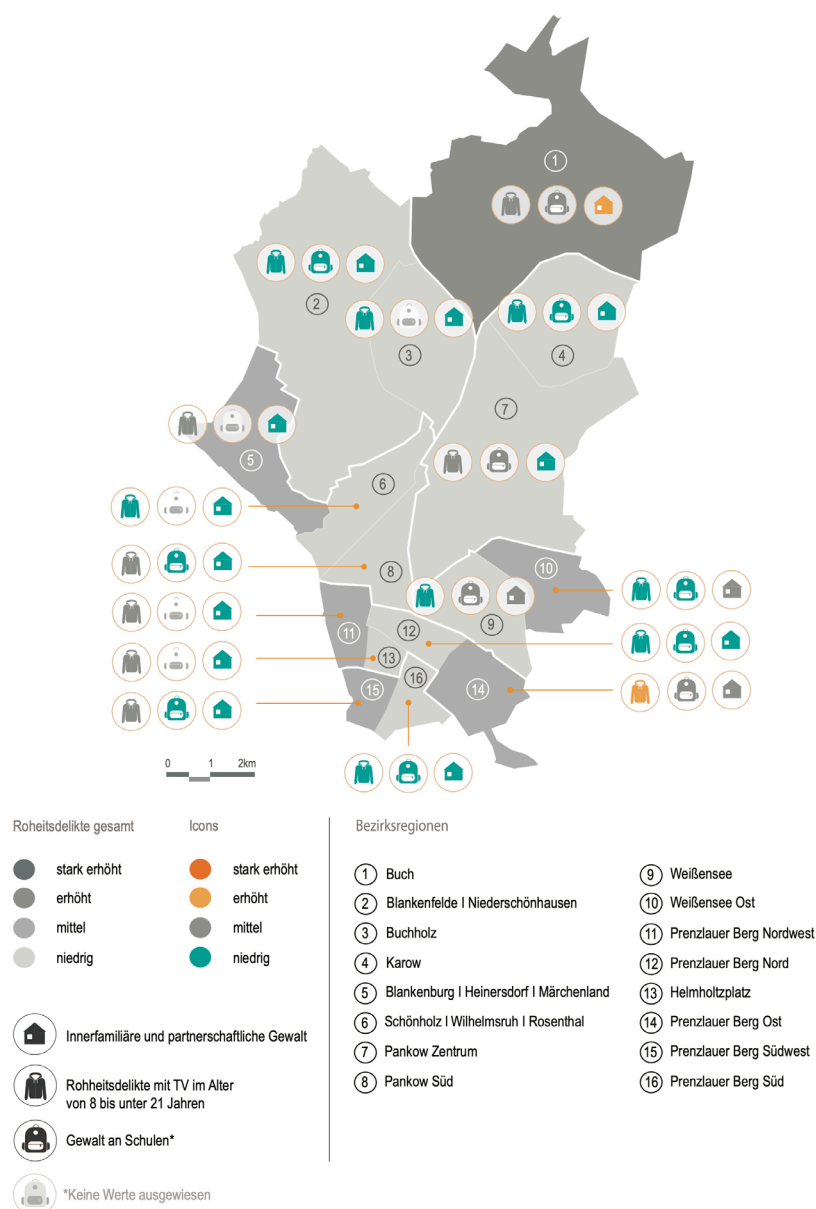 1
2
3
4
7
5
6
10
8
9
11
12
13
16
15
14
0 1 2km
Roheitsdelikte gesamt
stark erhöht
erhöht
mittel
niedrig
Icons
stark erhöht
erhöht
mittel
niedrig
Innerfamiliäre und partnerschaftliche Gewalt
Rohheitsdelikte mit TV im Alter
von 8 bis unter 21 Jahren
Gewalt an Schulen*
*Keine Werte ausgewiesen
Bezirksregionen
1 Buch
2 Blankenfelde I Niederschönhausen
3 Buchholz
4 Karow
5 Blankenburg I Heinersdorf I Märchenland
6 Schönholz I Wilhelmsruh I Rosenthal
7 Pankow Zentrum
8 Pankow Süd
9 Weißensee
10 Weißensee Ost
11 Prenzlauer Berg Nordwest
12 Prenzlauer Berg Nord
13 Helmholtzplatz
14 Prenzlauer Berg Ost
15 Prenzlauer Berg Südwest
16 Prenzlauer Berg Süd